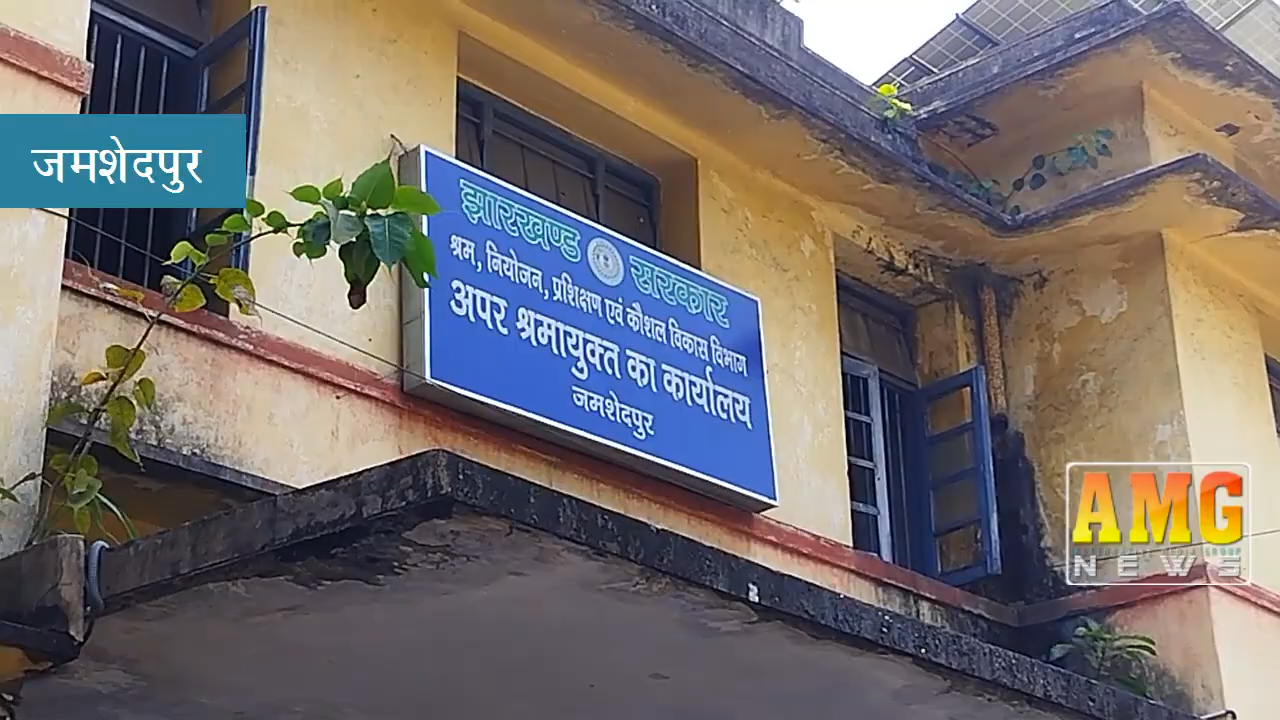 जमशेदपुर
झारखण्ड सरकार
श्रम, नियोजन, प्रशिक्षण एवं कौशल विकास विभाग
अपर श्रमायुक्त का कार्यालय
जमशेदपुर
AMG
NEWS